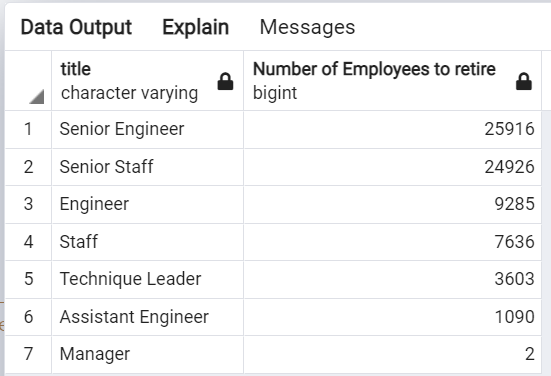 Data Output Explain Messages
title Number of Employees to retire
character varying bigint
1 Senior Engineer 25916
2 Senior Staff 24926
3 Engineer 9285
4 Staff 7636
5 Technique Leader 3603
6 Assistant Engineer 1090
7 Manager 2